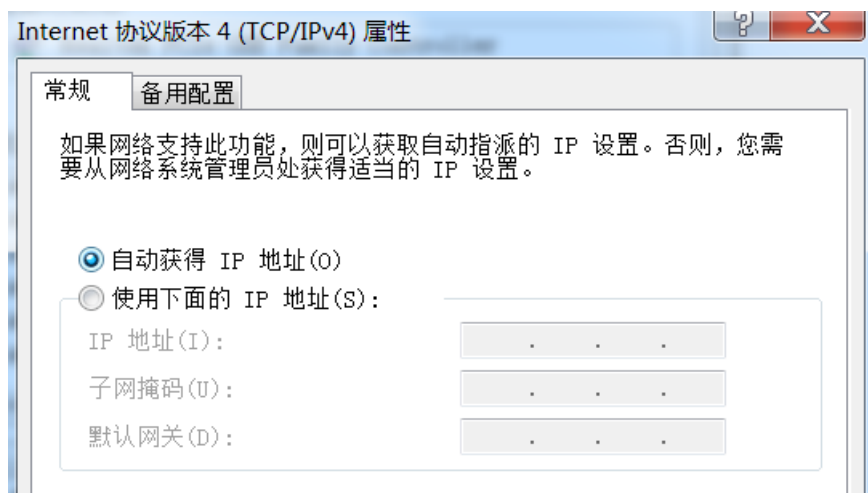 Internet 协议版本 4 (TCP/IPv4) 属性
常规
备用配置
如果网络支持此功能，则可以获取自动指派的 IP 设置。否则，您需
要从网络系统管理员处获得适当的 IP 设置。
自动获得 IP 地址(O)
使用下面的 IP 地址(S):
IP 地址(I):
子网掩码(U):
默认网关(D):